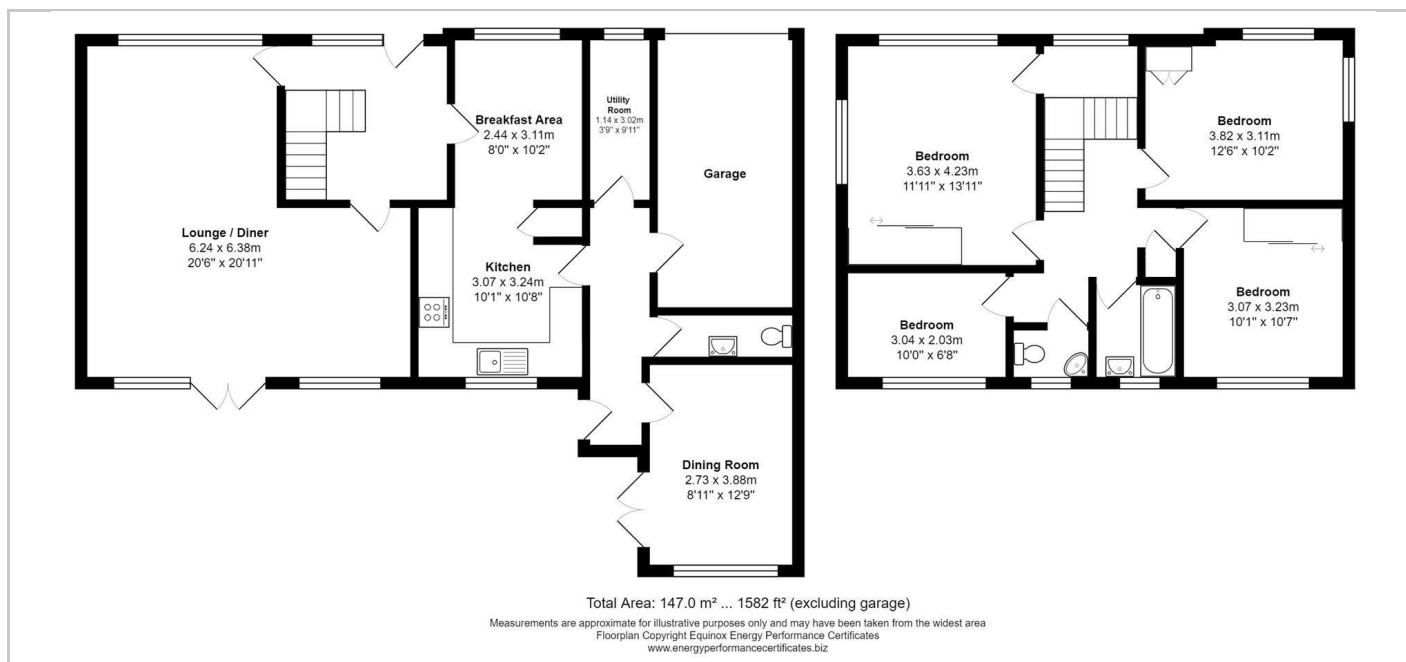 Lounge / Diner
6.24 x 6.38m
20'6" x 20'11"
Breakfast Area
2.44 x 3.11m
8'0" x 10'2"
Utility
Room
1.14 x 3.02m
3'9" x 9'11"
Garage
Kitchen
3.07 x 3.24m
10'1" x 10'8"
Dining Room
2.73 x 3.88m
8'11" x 12'9"
Bedroom
3.63 x 4.23m
11'11" x 13'11"
Bedroom
3.82 x 3.11m
12'6" x 10'2"
Bedroom
3.04 x 2.03m
10'0" x 6'8"
Bedroom
3.07 x 3.23m
10'1" x 10'7"
Total Area: 147.0 m² ... 1582 ft² (excluding garage)
Measurements are approximate for illustrative purposes only and may have been taken from the widest area
Floorplan Copyright Equinox Energy Performance Certificates
www.energyperformancecertificates.biz